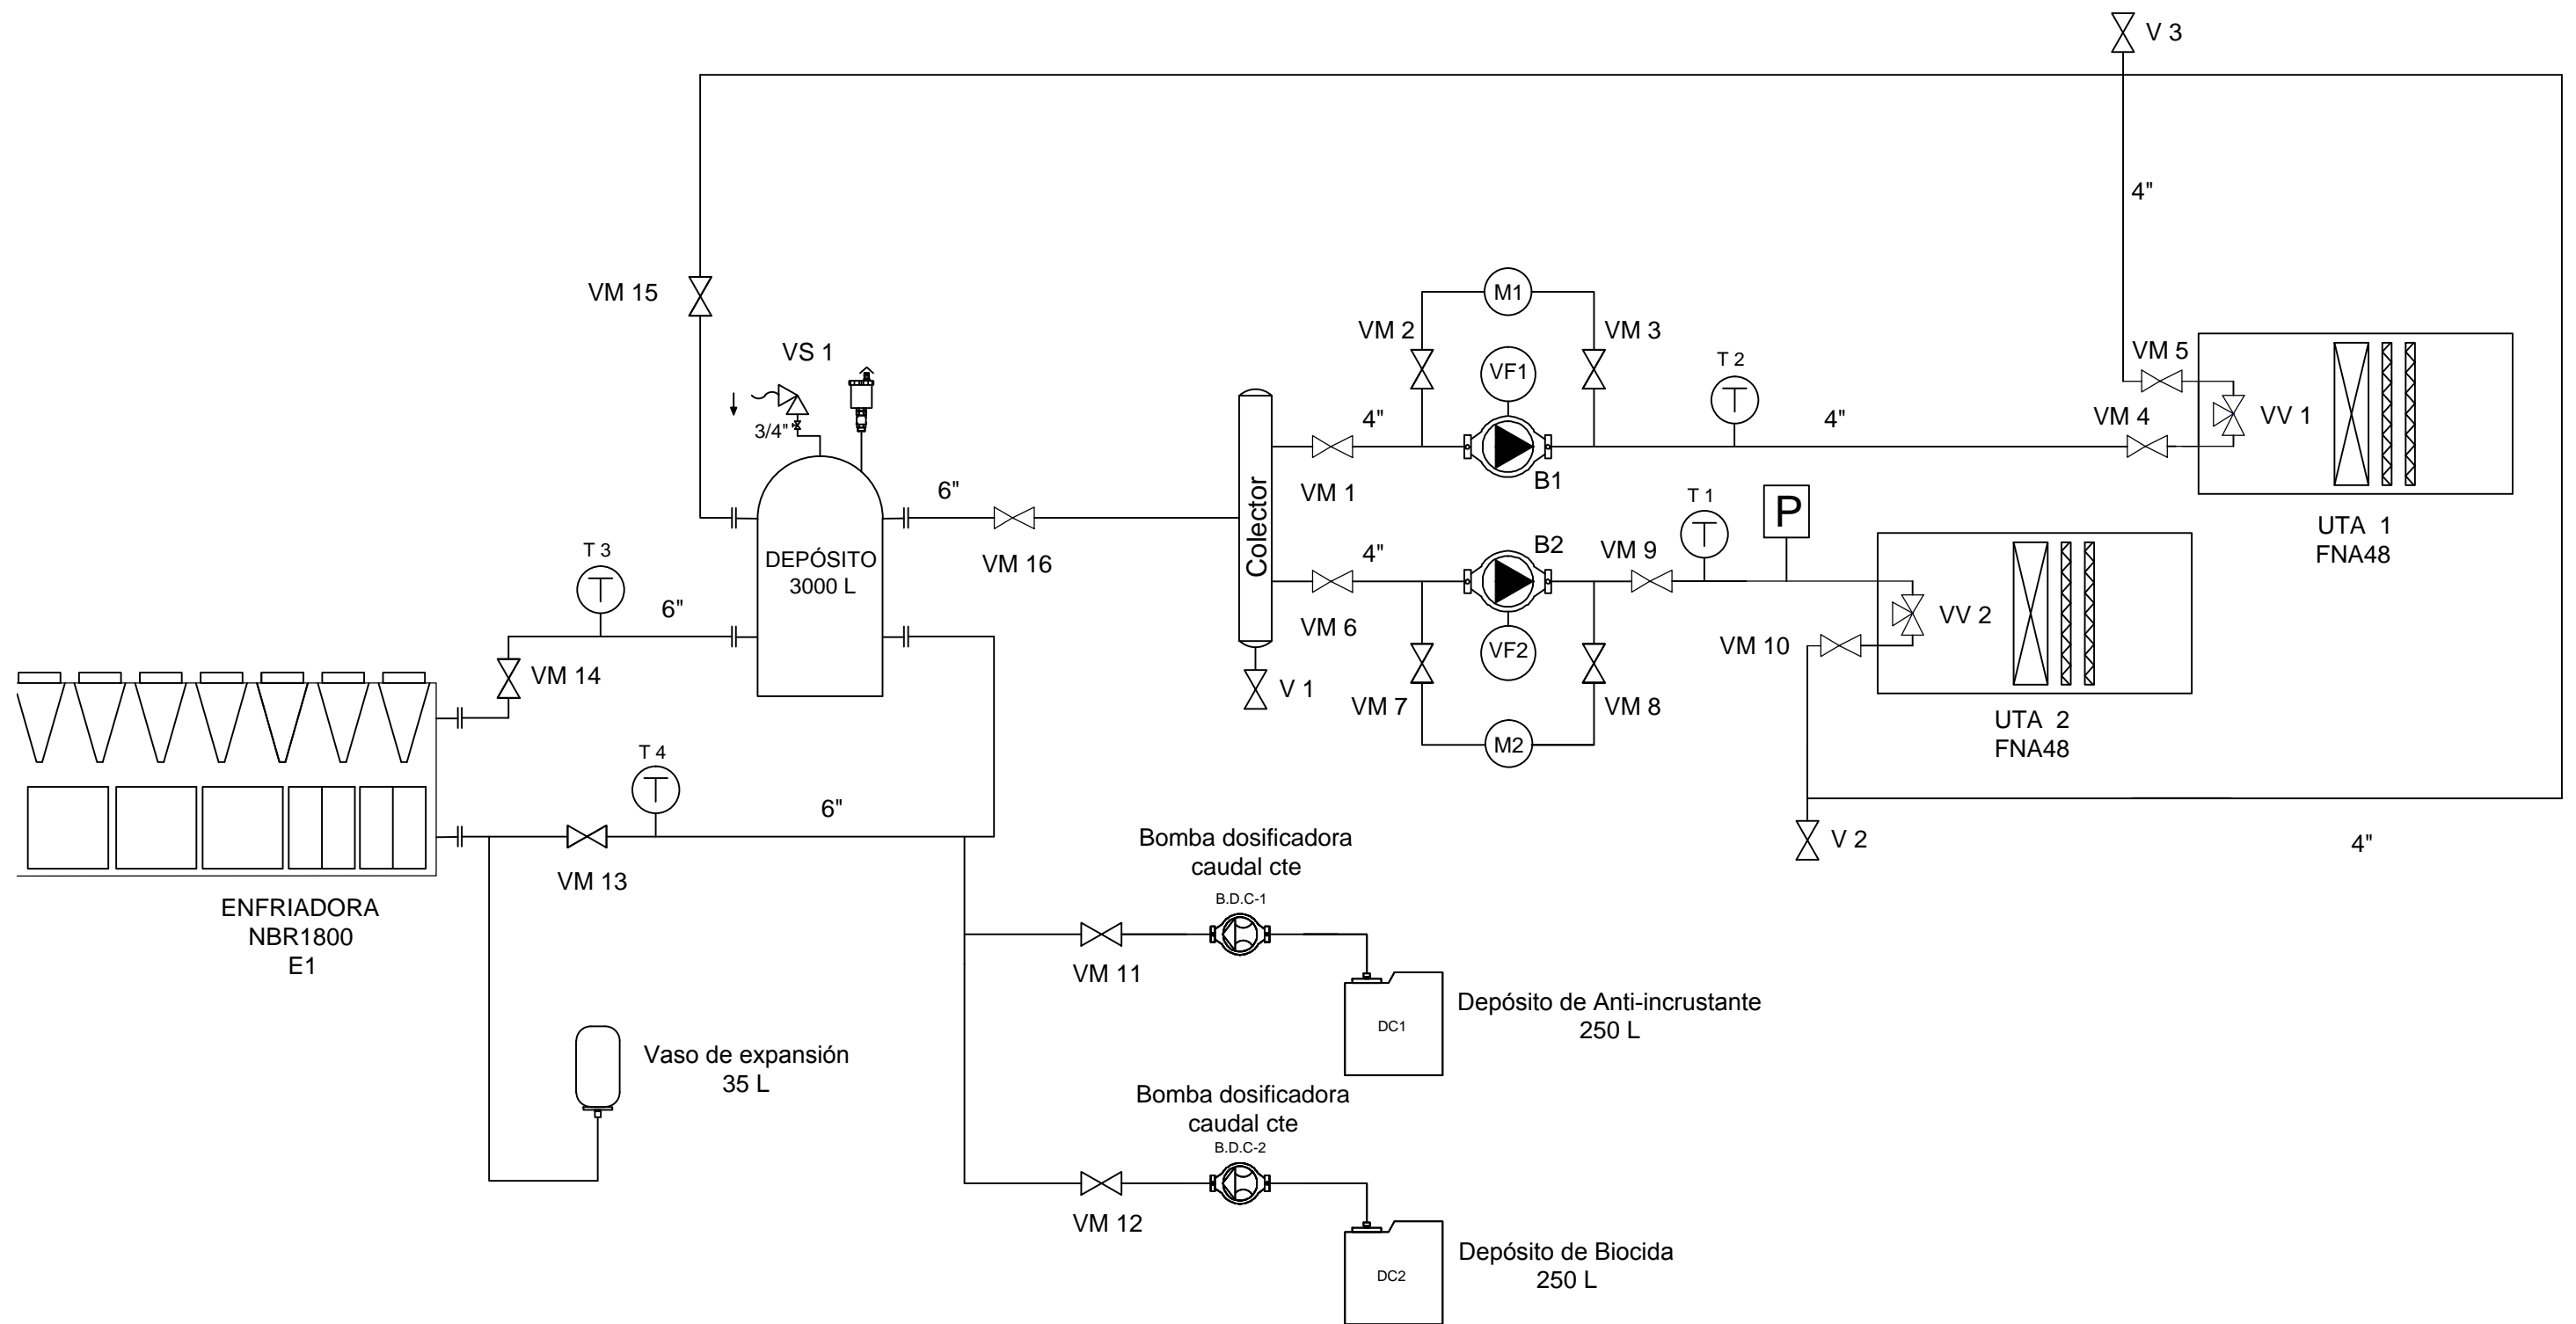 V 3
4"
VM 15
VS 1
3/4"
M1
VM 2
VM 3
VF1
T 2
T
VM 5
VM 4
VV 1
4"
4"
B1
VM 1
UTA 1
FNA48
6"
VM 16
DEPÓSITO
3000 L
Colector
T 3
T
6"
VM 14
T 1
T
P
B2
VM 9
4"
VM 6
VF2
VV 2
VM 10
V 1
VM 7
VM 8
M2
UTA 2
FNA48
T 4
T
6"
VM 13
V 2
4"
ENFRIADORA
NBR1800
E1
Bomba dosificadora
caudal cte
B.D.C-1
VM 11
DC1
Depósito de Anti-incrustante
250 L
Vaso de expansión
35 L
Bomba dosificadora
caudal cte
B.D.C-2
VM 12
DC2
Depósito de Biocida
250 L